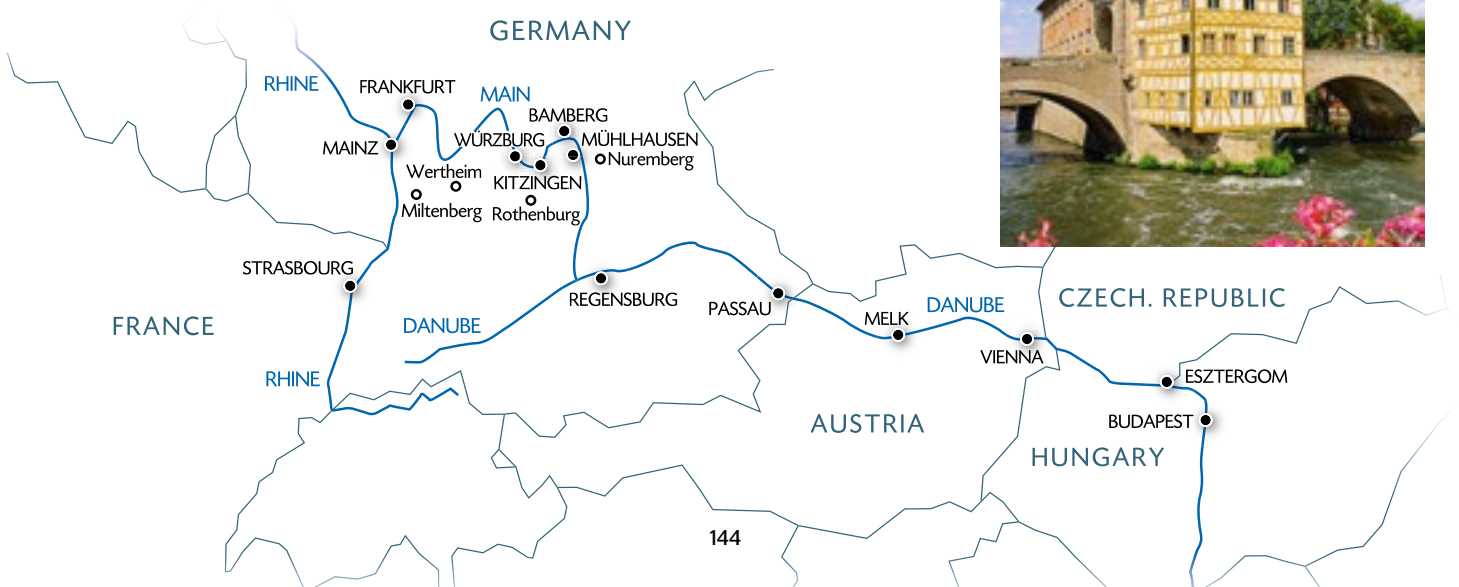 GERMANY
RHINE
FRANKFURT
MAIN
BAMBERG
WÜRZBURG
MÜHLHAUSEN
MAINZ
Nuremberg
Wertheim
KITZINGEN
Miltenberg
Rothenburg
STRASBOURG
REGENSBURG
PASSAU
CZECH. REPUBLIC
DANUBE
MELK
FRANCE
DANUBE
VIENNA
RHINE
ESZTERGOM
AUSTRIA
BUDAPEST
HUNGARY
144